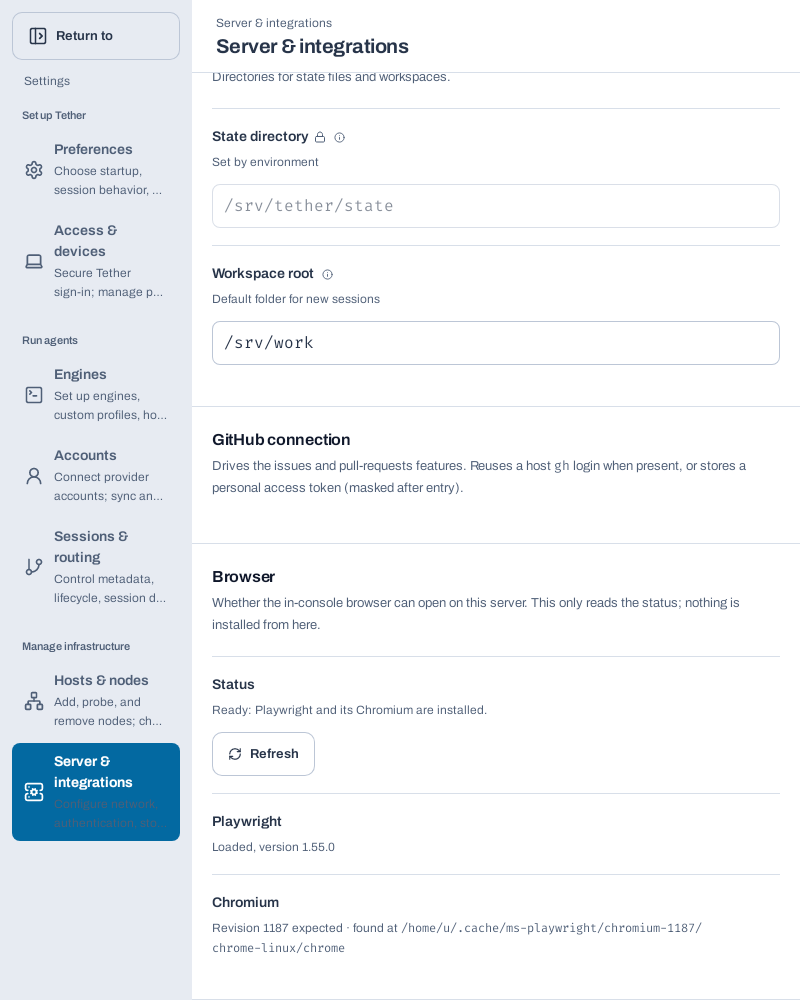 Return to
Settings
Set up Tether
Preferences
Choose startup,
session behavior, ...
Access &
devices
Secure Tether
sign-in; manage p...
Run agents
Engines
Set up engines,
custom profiles, ho...
Accounts
Connect provider
accounts; sync an...
Sessions &
routing
Control metadata,
lifecycle, session d...
Manage infrastructure
Hosts & nodes
Add, probe, and
remove nodes; ch...
Server &
integrations
Configure network,
authentication, sto...
Server & integrations
Server & integrations
Directories for state files and workspaces.
State directory
Set by environment
/srv/tether/state
Workspace root
Default folder for new sessions
/srv/work
GitHub connection
Drives the issues and pull-requests features. Reuses a host gh login when present, or stores a
personal access token (masked after entry).
Browser
Whether the in-console browser can open on this server. This only reads the status; nothing is
installed from here.
Status
Ready: Playwright and its Chromium are installed.
Refresh
Playwright
Loaded, version 1.55.0
Chromium
Revision 1187 expected · found at /home/u/.cache/ms-playwright/chromium-1187/
chrome-linux/chrome